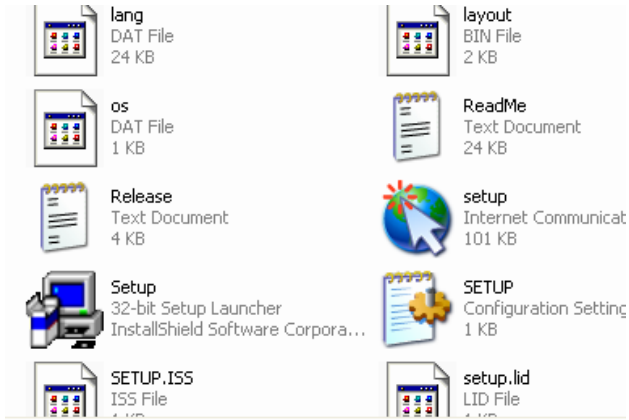 lang
DAT File
24 KB
layout
BIN File
2 KB
os
DAT File
1 KB
ReadMe
Text Document
24 KB
Release
Text Document
4 KB
setup
Internet Communicat
101 KB
Setup
32-bit Setup Launcher
InstallShield Software Corpora...
SETUP
Configuration Setting
1 KB
SETUP.ISS
ISS File
setup.lid
LID File